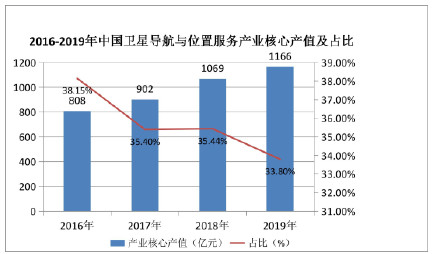 2016-2019年中国卫星导航与位置服务产业核心产值及占比
1200 1000 800 600 400 200 0
39.00% 38.00% 37.00% 36.00% 35.00% 34.00% 33.00% 32.00% 31.00%
808 902 1069 1166
38.15% 35.40% 35.44% 33.80%
2016年 2017年 2018年 2019年
产业核心产值（亿元） 占比（%）